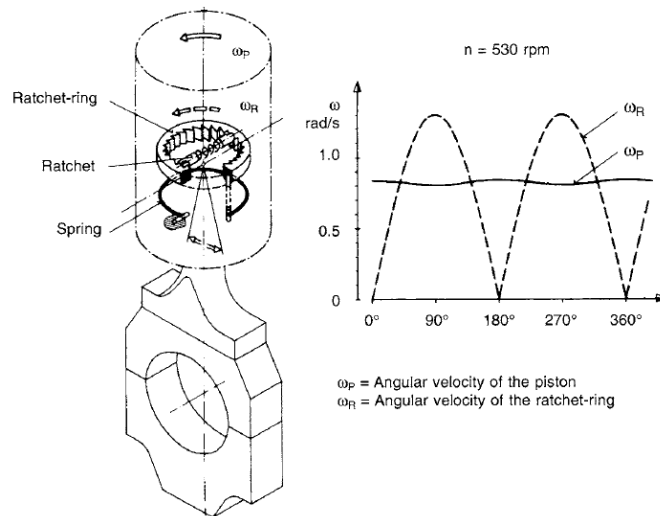 ωP
Ratchet-ring
ωR
Ratchet
Spring
n = 530 rpm
ω
rad/s
1.0
0.5
0
0° 90° 180° 270° 360°
ωR
ωP
ωP = Angular velocity of the piston
ωR = Angular velocity of the ratchet-ring